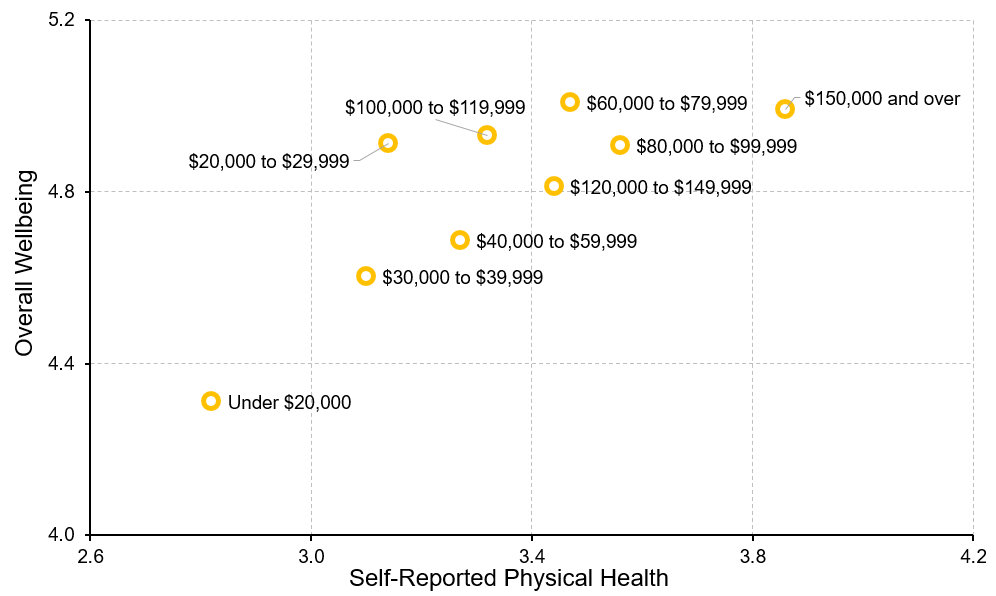 5.2
4.8
4.4
4.0
Overall Wellbeing
$100,000 to $119,999
$60,000 to $79,999
$150,000 and over
$20,000 to $29,999
$80,000 to $99,999
$120,000 to $149,999
$40,000 to $59,999
$30,000 to $39,999
Under $20,000
2.6 3.0 3.4 3.8 4.2
Self-Reported Physical Health